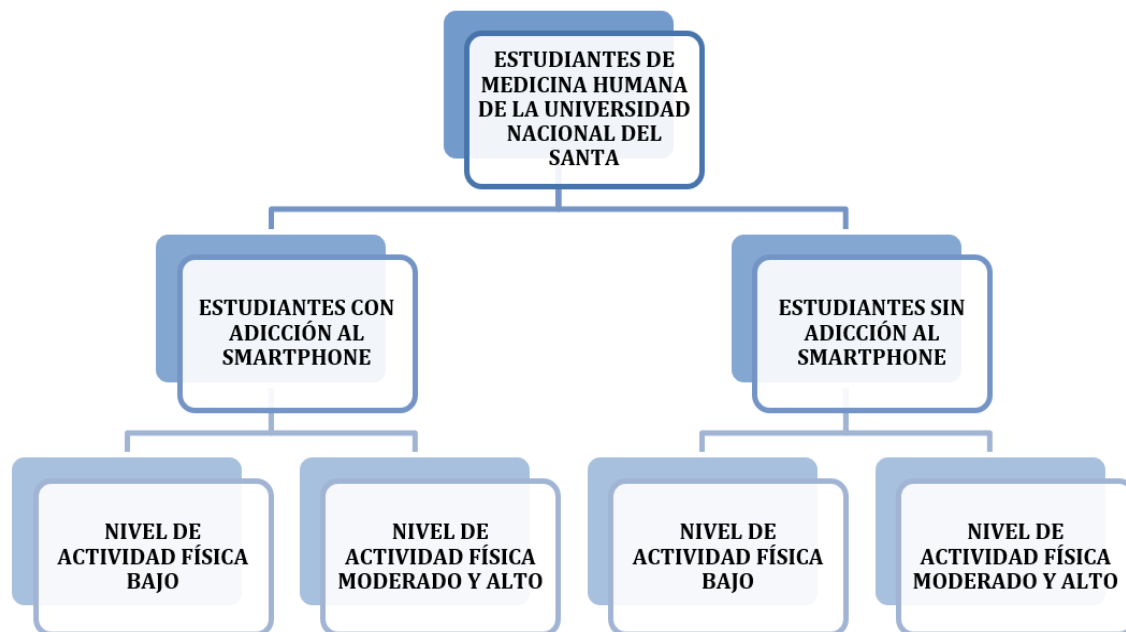 ESTUDIANTES DE
MEDICINA HUMANA
DE LA UNIVERSIDAD
NACIONAL DEL
SANTA
ESTUDIANTES CON
ADICCIÓN AL
SMARTPHONE
ESTUDIANTES SIN
ADICCIÓN AL
SMARTPHONE
NIVEL DE
ACTIVIDAD FÍSICA
BAJO
NIVEL DE
ACTIVIDAD FÍSICA
MODERADO Y ALTO
NIVEL DE
ACTIVIDAD FÍSICA
BAJO
NIVEL DE
ACTIVIDAD FÍSICA
MODERADO Y ALTO